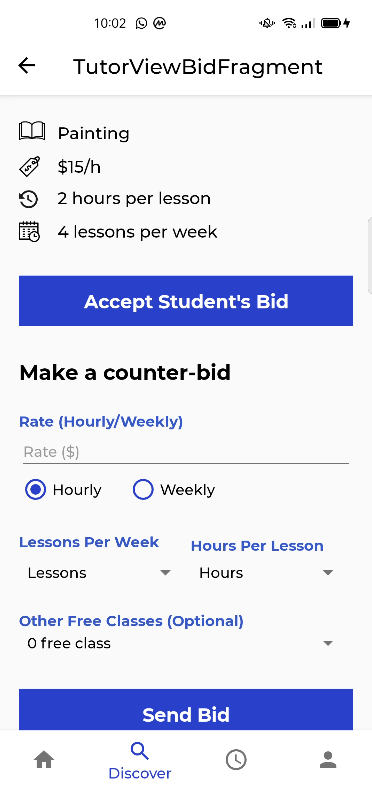 10:02
TutorViewBidFragment
Painting
$15/h
2 hours per lesson
4 lessons per week
Accept Student's Bid
Make a counter-bid
Rate (Hourly/Weekly)
Rate ($)
Hourly Weekly
Lessons Per Week Hours Per Lesson
Lessons Hours
Other Free Classes (Optional)
0 free class
Send Bid
Discover